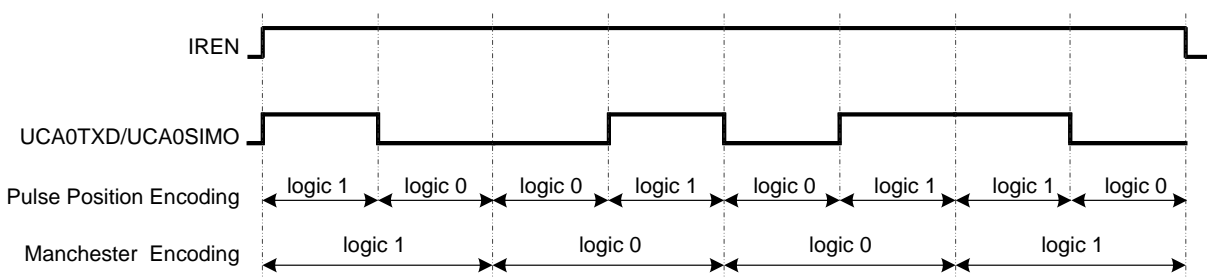 IREN
UCA0TXD/UCA0SIMO
Pulse Position Encoding logic 1 logic 0 logic 0 logic 1 logic 0 logic 1 logic 1 logic 0
Manchester Encoding logic 1 logic 0 logic 0 logic 1